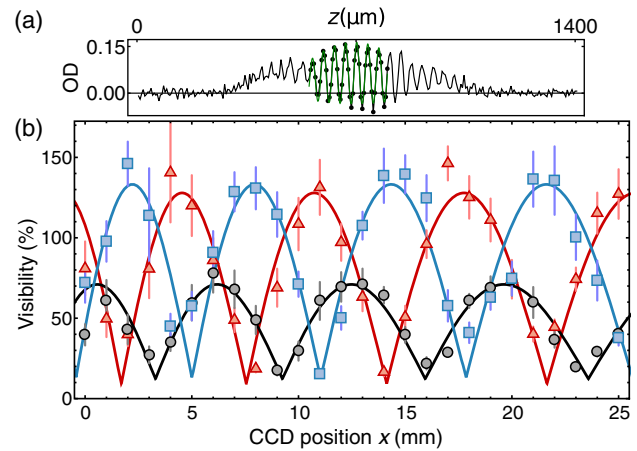 (a)
0 z(μm) 1400
OD
0.15
0.00
(b)
Visibility (%)
150
100
50
0
0 5 10 15 20 25
CCD position x (mm)